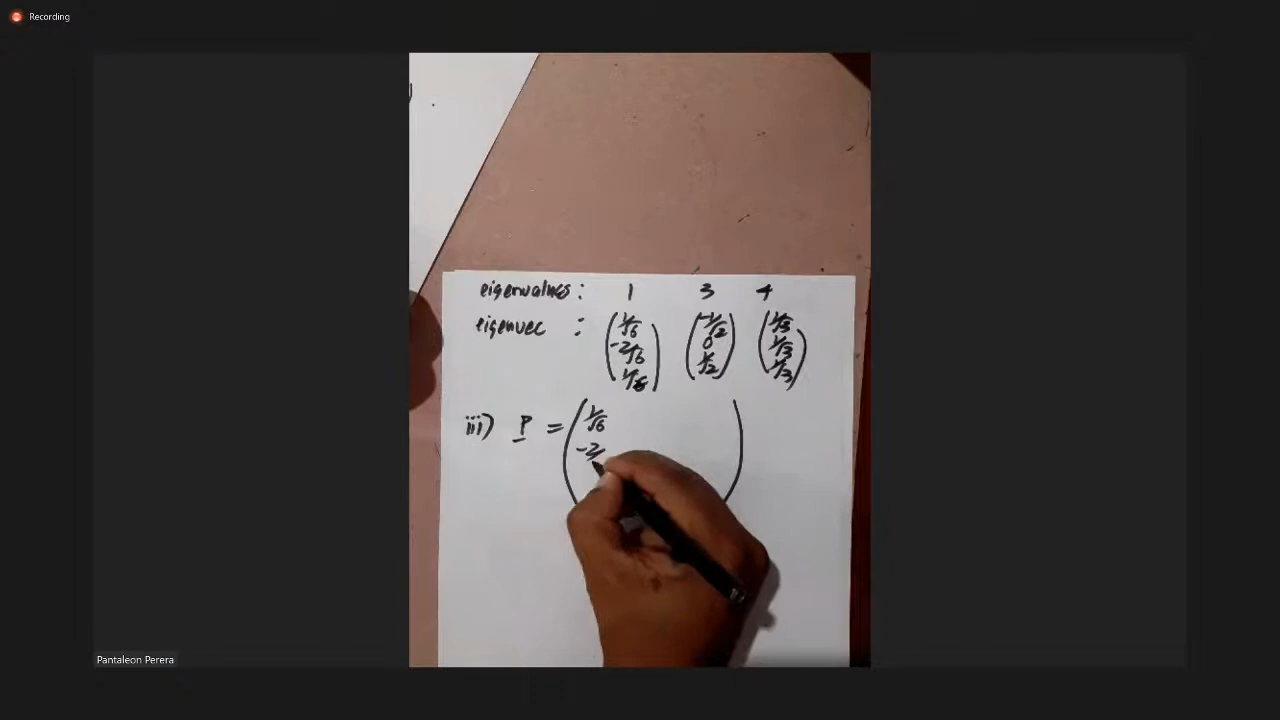 Recording
eigenvalues : 1 3 4
eigenvec : (1/√6 -2/√6 1/√6) (-1/√2 0 1/√2) (1/√3 1/√3 1/√3)
iii) P = (1/√6
-2/
Pantaleon Perera